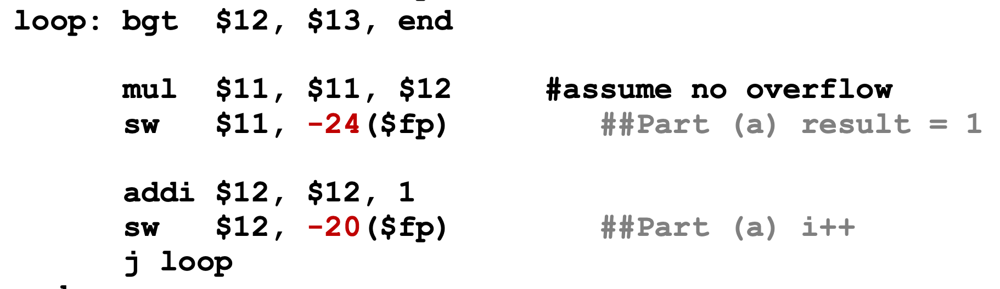 loop: bgt $12, $13, end
mul $11, $11, $12 #assume no overflow
sw $11, -24($fp) ##Part (a) result = 1
addi $12, $12, 1
sw $12, -20($fp) ##Part (a) i++
j loop